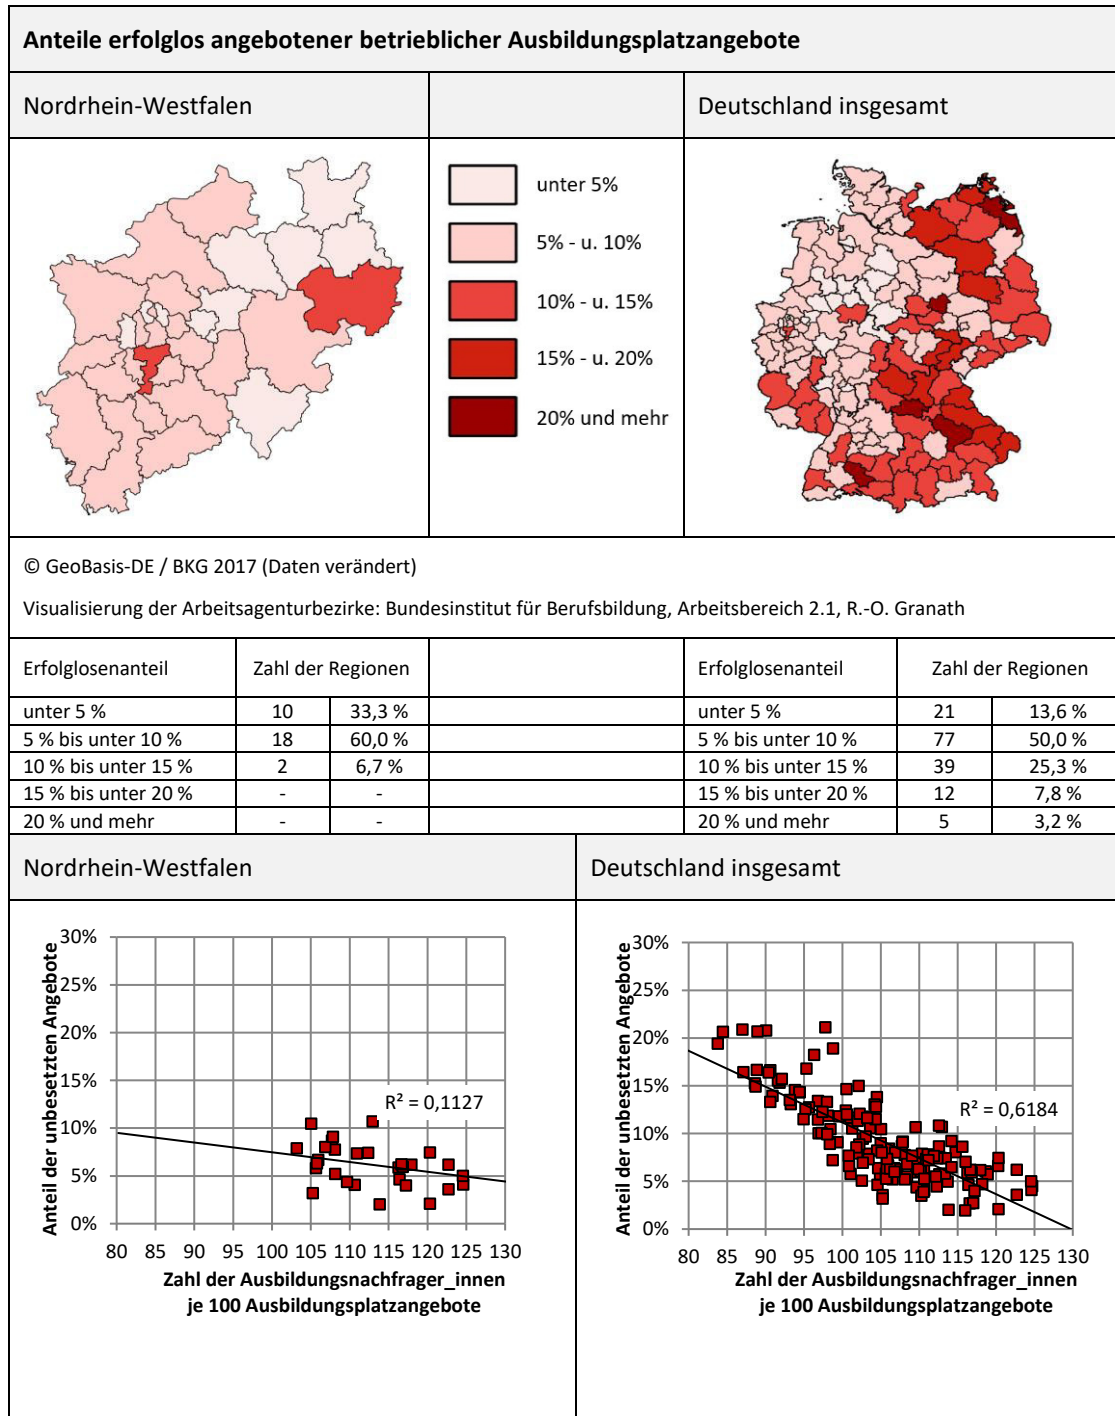 Anteile erfolglos angebotener betrieblicher Ausbildungsplatzangebote
Nordrhein-Westfalen
Deutschland insgesamt
unter 5%
5% - u. 10%
10% - u. 15%
15% - u. 20%
20% und mehr
© GeoBasis-DE / BKG 2017 (Daten verändert)
Visualisierung der Arbeitsagenturbezirke: Bundesinstitut für Berufsbildung, Arbeitsbereich 2.1, R.-O. Granath
Erfolglosenanteil Zahl der Regionen Erfolglosenanteil Zahl der Regionen
unter 5 % 10 33,3 % unter 5 % 21 13,6 %
5 % bis unter 10 % 18 60,0 % 5 % bis unter 10 % 77 50,0 %
10 % bis unter 15 % 2 6,7 % 10 % bis unter 15 % 39 25,3 %
15 % bis unter 20 % - - 15 % bis unter 20 % 12 7,8 %
20 % und mehr - - 20 % und mehr 5 3,2 %
Nordrhein-Westfalen
Deutschland insgesamt
Anteil der unbesetzten Angebote
30%
25%
20%
15%
10%
5%
0%
R² = 0,1127
80 85 90 95 100 105 110 115 120 125 130
Zahl der Ausbildungsnachfrager_innen
je 100 Ausbildungsplatzangebote
Anteil der unbesetzten Angebote
30%
25%
20%
15%
10%
5%
0%
R² = 0,6184
80 85 90 95 100 105 110 115 120 125 130
Zahl der Ausbildungsnachfrager_innen
je 100 Ausbildungsplatzangebote